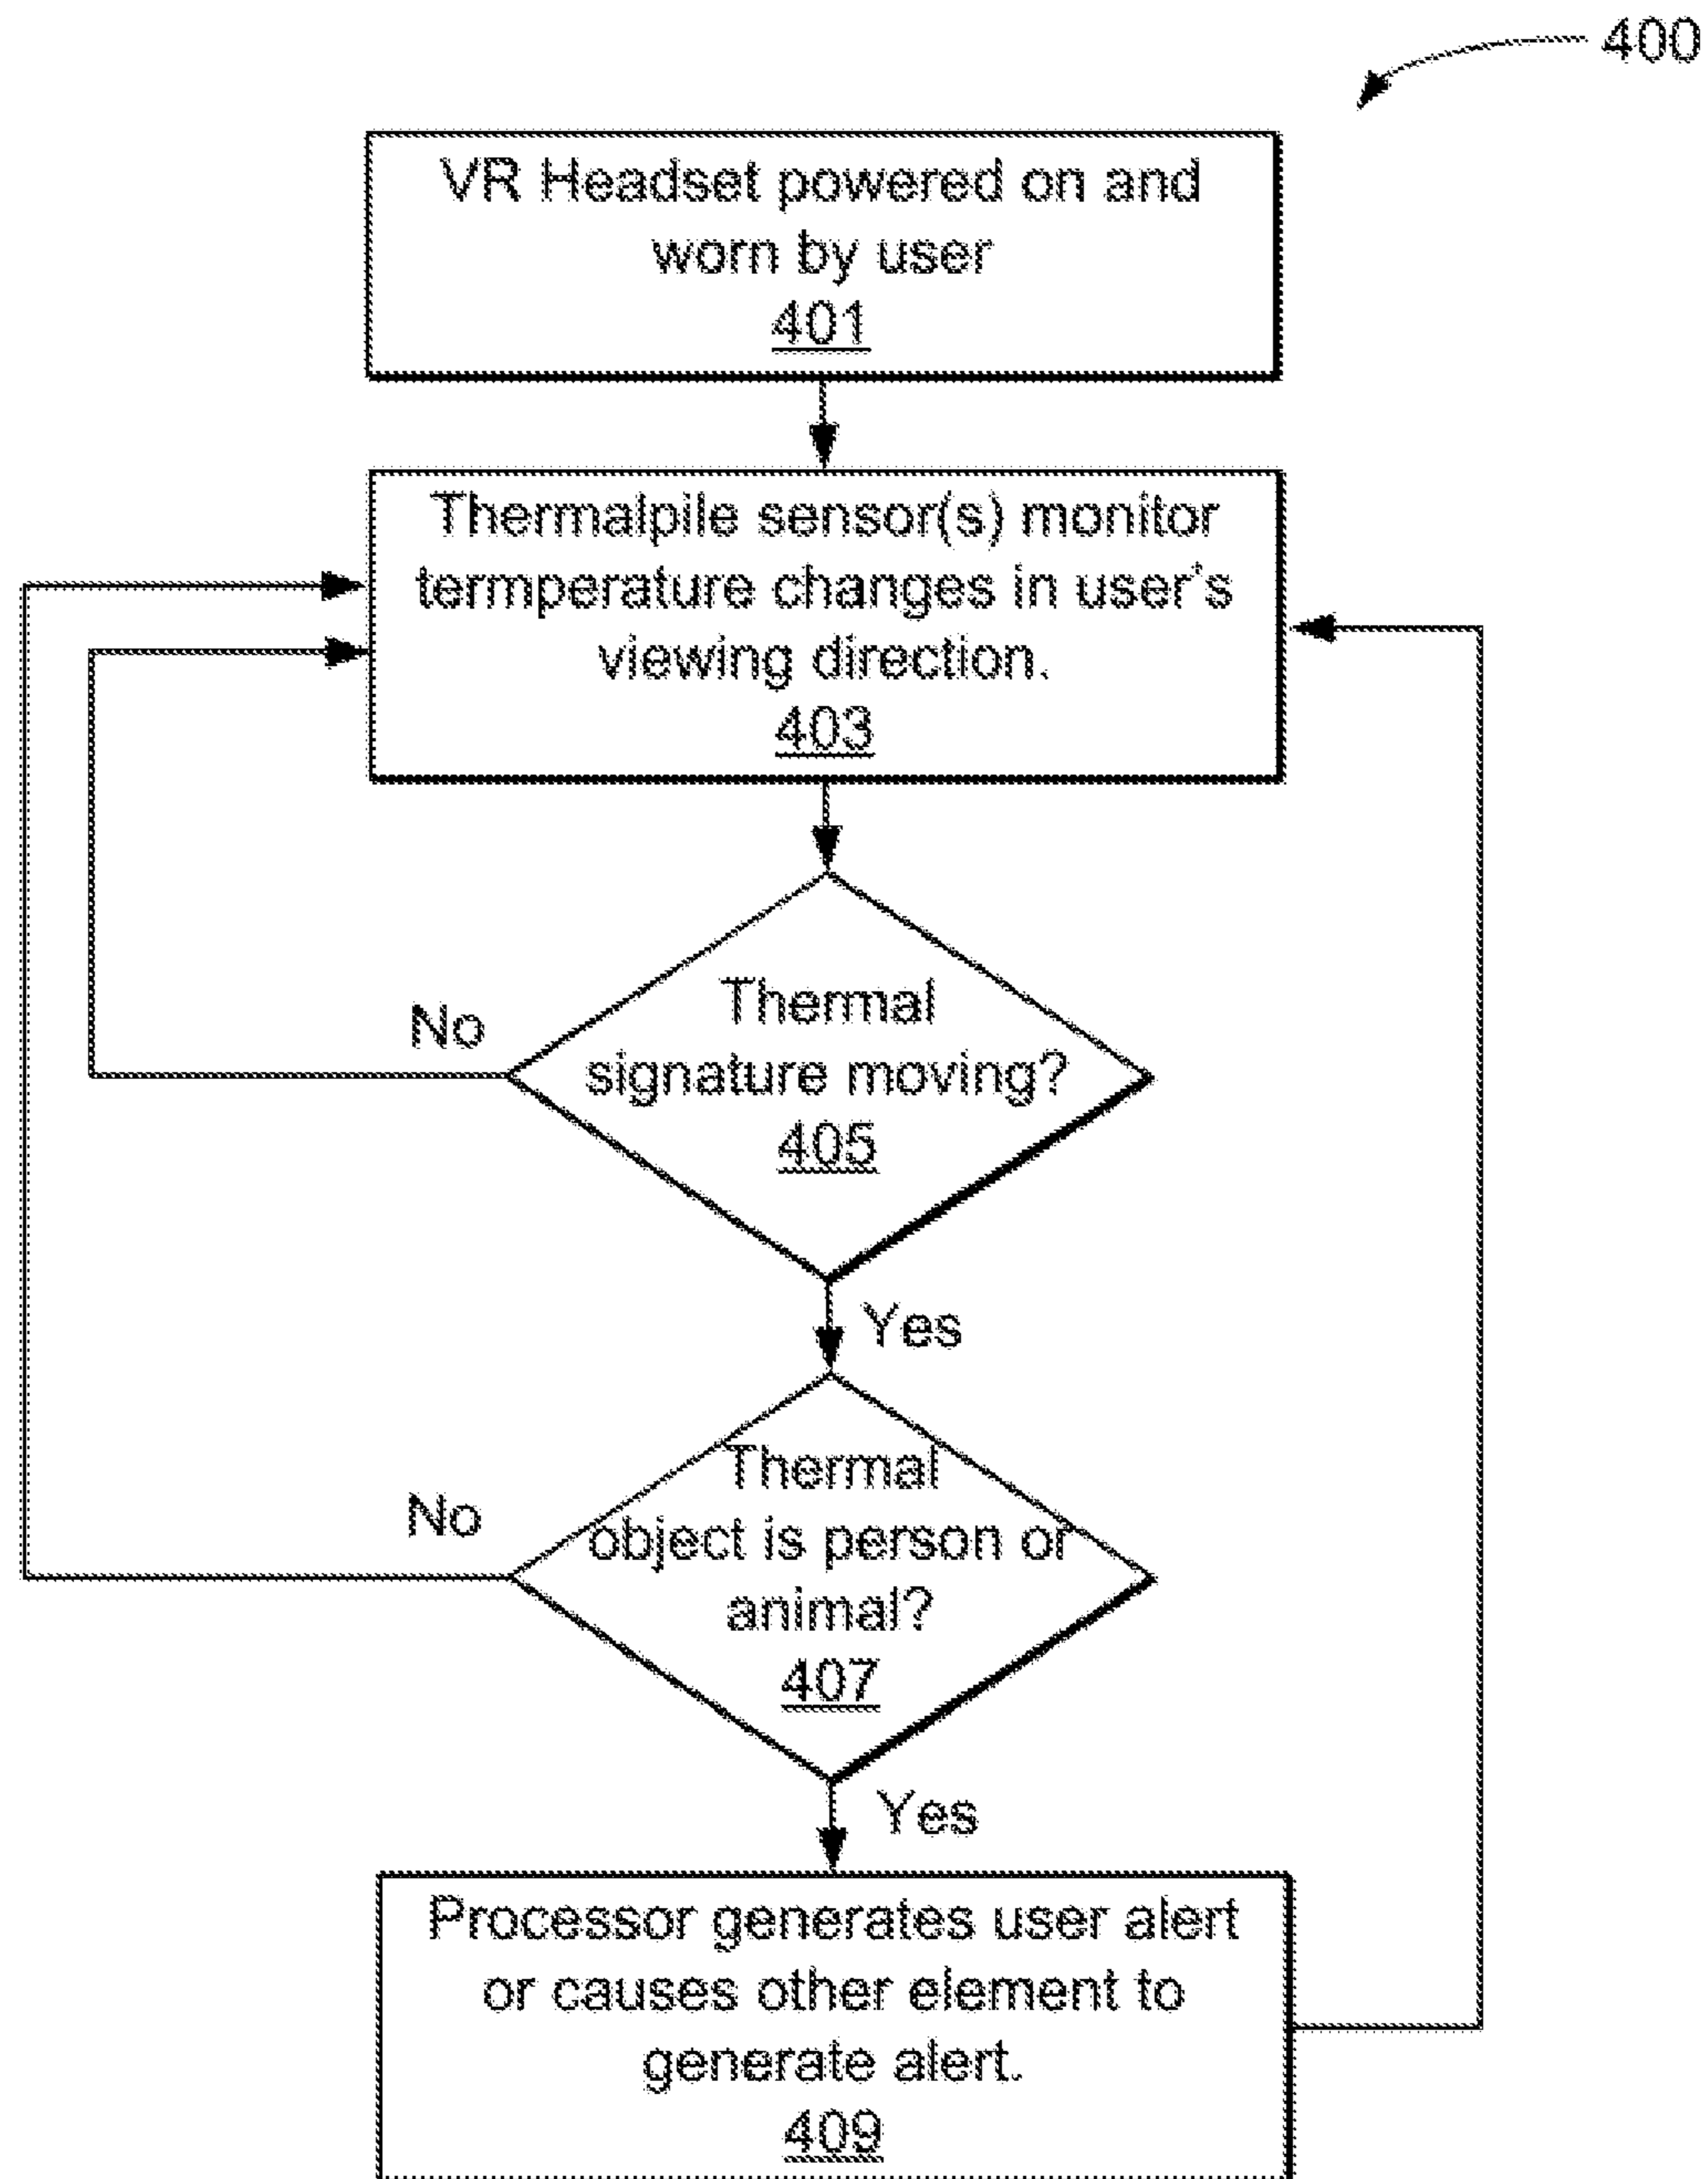 400
VR Headset powered on and
worn by user
401
Thermalpile sensor(s) monitor
termperature changes in user's
viewing direction.
403
Thermal
signature moving?
405
No
Yes
Thermal
object is person or
animal?
407
No
Yes
Processor generates user alert
or causes other element to
generate alert.
409